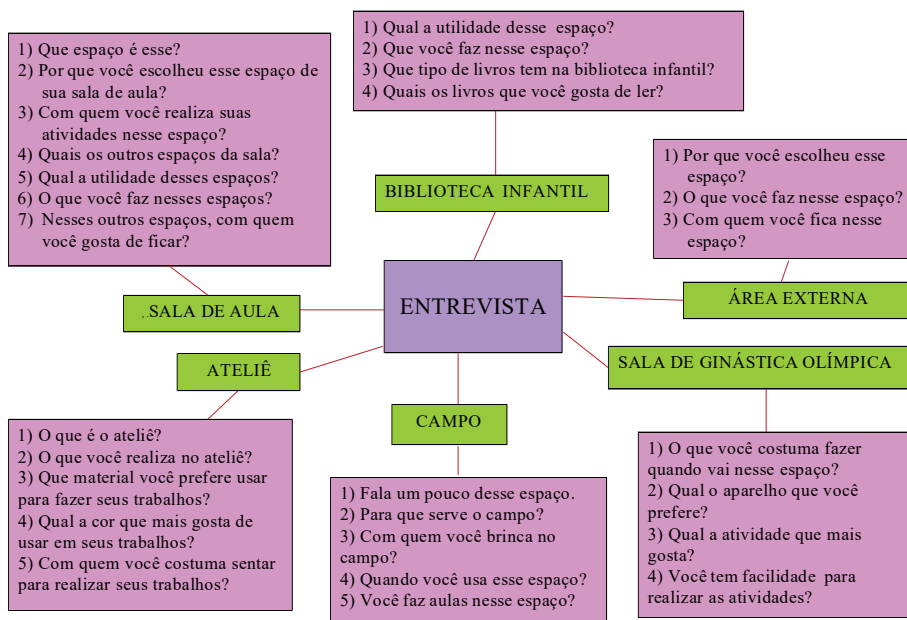 1) Que espaço é esse?
2) Por que você escolheu esse espaço de
sua sala de aula?
3) Com quem você realiza suas
atividades nesse espaço?
4) Quais os outros espaços da sala?
5) Qual a utilidade desses espaços?
6) O que você faz nesses espaços?
7) Nesses outros espaços, com quem
você gosta de ficar?
1) Qual a utilidade desse espaço?
2) Que você faz nesse espaço?
3) Que tipo de livros tem na biblioteca infantil?
4) Quais os livros que você gosta de ler?
1) Por que você escolheu esse
espaço?
2) O que você faz nesse espaço?
3) Com quem você fica nesse
espaço?
BIBLIOTECA INFANTIL
ENTREVISTA
..SALA DE AULA
ÁREA EXTERNA
ATELIÊ
SALA DE GINÁSTICA OLÍMPICA
CAMPO
1) O que é o ateliê?
2) O que você realiza no ateliê?
3) Que material você prefere usar
para fazer seus trabalhos?
4) Qual a cor que mais gosta de
usar em seus trabalhos?
5) Com quem você costuma sentar
para realizar seus trabalhos?
1) Fala um pouco desse espaço.
2) Para que serve o campo?
3) Com quem você brinca no
campo?
4) Quando você usa esse espaço?
5) Você faz aulas nesse espaço?
1) O que você costuma fazer
quando vai nesse espaço?
2) Qual o aparelho que você
prefere?
3) Qual a atividade que mais
gosta?
4) Você tem facilidade para
realizar as atividades?